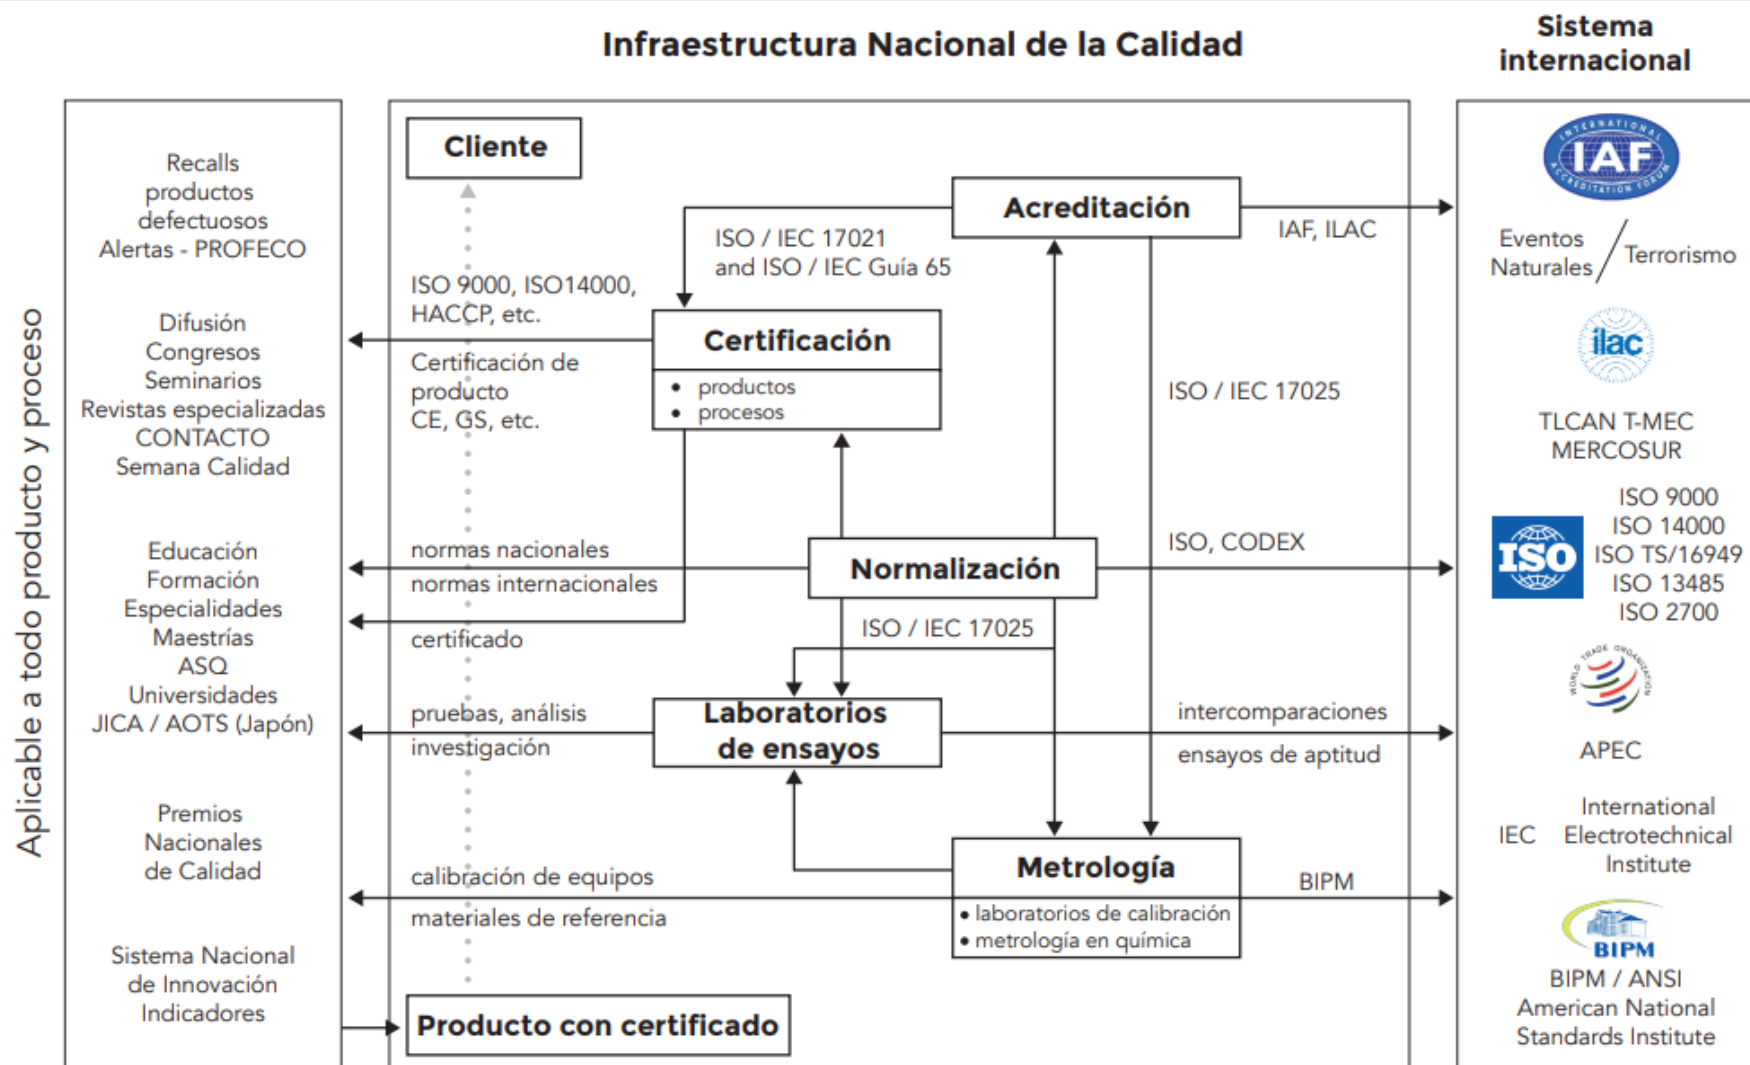 Infraestructura Nacional de la Calidad
Sistema
internacional
Aplicable a todo producto y proceso
Recalls
productos
defectuosos
Alertas - PROFECO
Difusión
Congresos
Seminarios
Revistas especializadas
CONTACTO
Semana Calidad
Educación
Formación
Especialidades
Maestrías
ASQ
Universidades
JICA / AOTS (Japón)
Premios
Nacionales
de Calidad
Sistema Nacional
de Innovación
Indicadores
Cliente
Acreditación
ISO / IEC 17021
and ISO / IEC Guía 65
IAF, ILAC
ISO 9000, ISO14000,
HACCP, etc.
Certificación de
producto
CE, GS, etc.
Certificación
• productos
• procesos
ISO / IEC 17025
normas nacionales
normas internacionales
Normalización
ISO, CODEX
certificado
ISO / IEC 17025
pruebas, análisis
investigación
Laboratorios
de ensayos
intercomparaciones
ensayos de aptitud
calibración de equipos
materiales de referencia
Metrología
• laboratorios de calibración
• metrología en química
BIPM
Producto con certificado
INTERNATIONAL
IAF
ACCREDITATION FORUM
Eventos
Naturales
/
Terrorismo
ilac
TLCAN T-MEC
MERCOSUR
ISO
ISO 9000
ISO 14000
ISO TS/16949
ISO 13485
ISO 2700
WORLD TRADE ORGANIZATION
APEC
IEC
International
Electrotechnical
Institute
BIPM
BIPM / ANSI
American National
Standards Institute